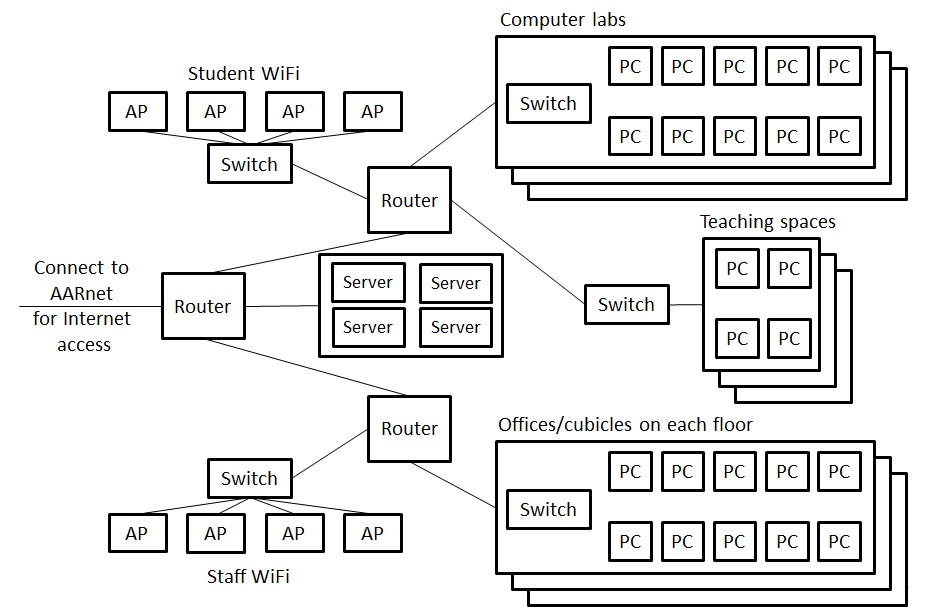 Computer labs
PC PC PC PC PC
Switch
PC PC PC PC PC
Student WiFi
AP AP AP AP
Switch
Router
Teaching spaces
PC PC
PC PC
Switch
Connect to
AARnet
for Internet
access
Router
Server Server
Server Server
Router
Offices/cubicles on each floor
PC PC PC PC PC
Switch
PC PC PC PC PC
Switch
AP AP AP AP
Staff WiFi